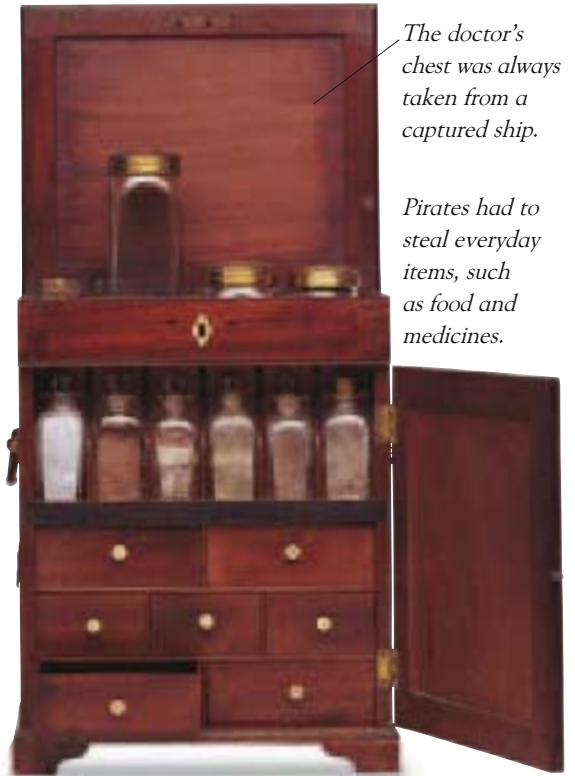 The doctor’s
chest was always
taken from a
captured ship.
Pirates had to
steal everyday
items, such
as food and
medicines.